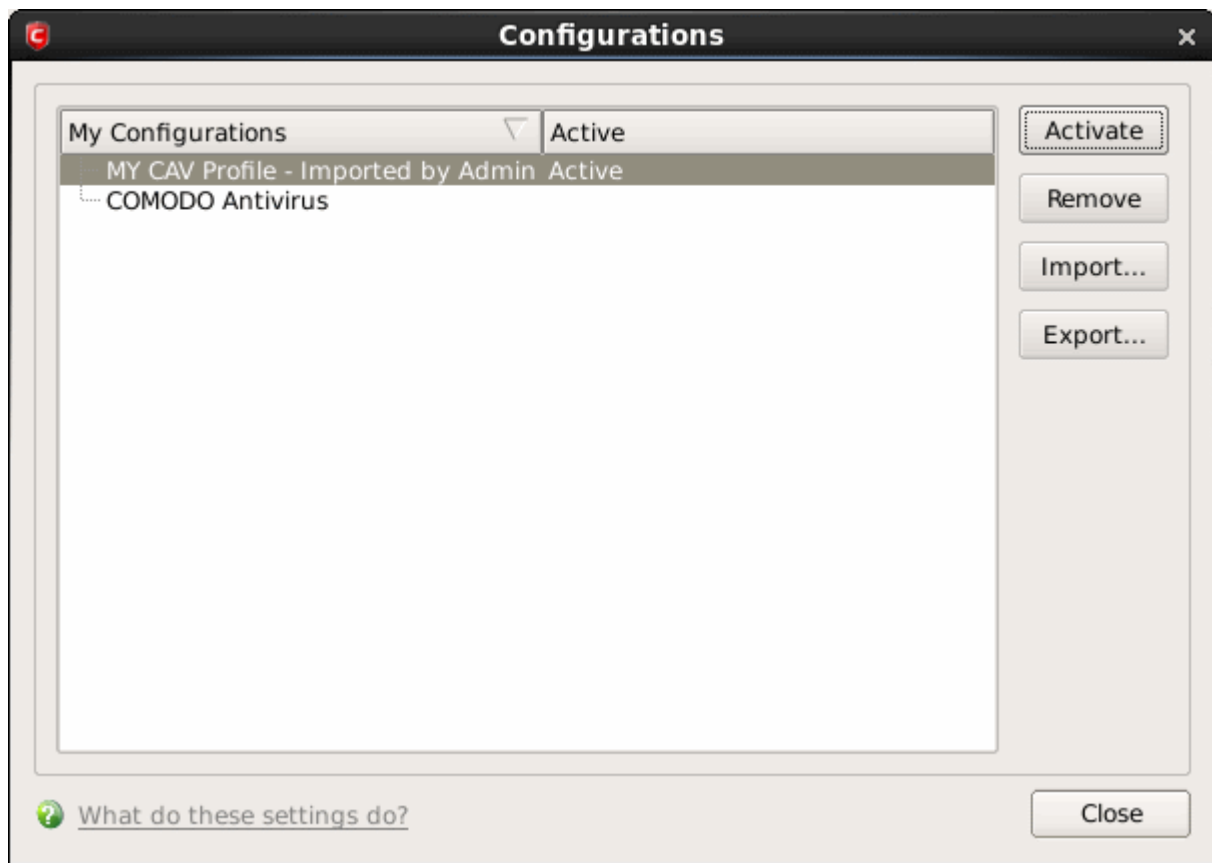 Configurations
My Configurations Active
MY CAV Profile - Imported by Admin Active
COMODO Antivirus
Activate
Remove
Import...
Export...
What do these settings do?
Close